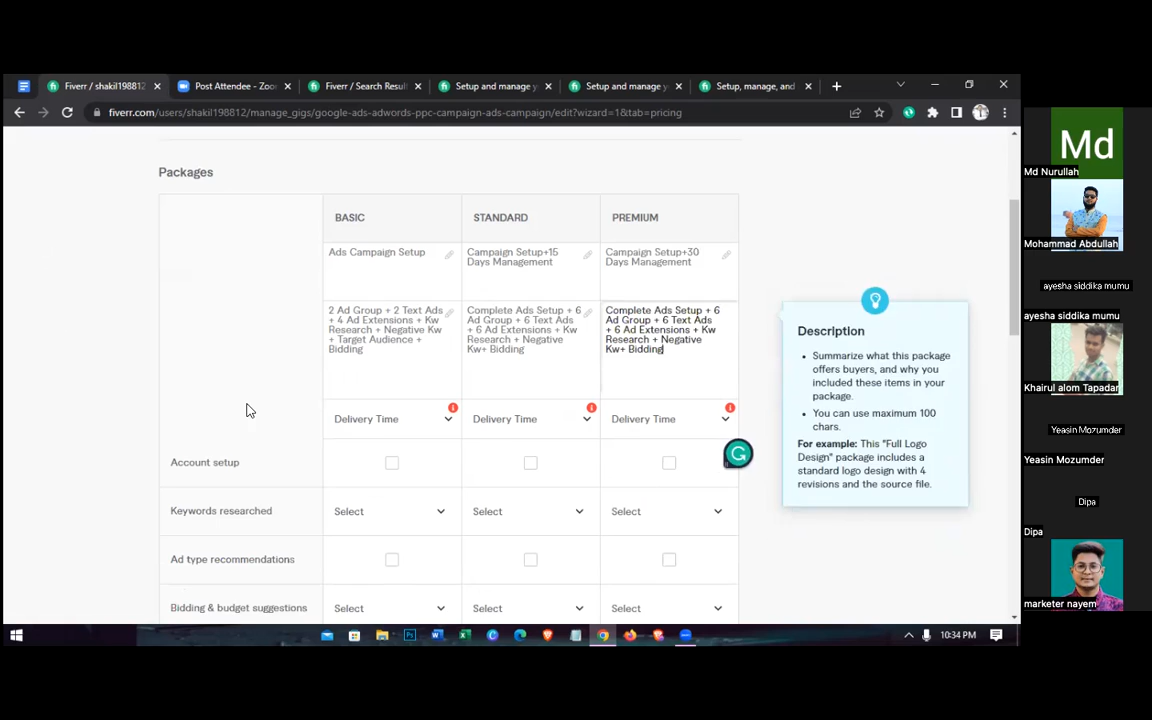 Fiverr / shakil198812
Post Attendee - Zoo
Fiverr / Search Resul
Setup and manage y
Setup and manage y
Setup, manage, and
fiverr.com/users/shakil198812/manage_gigs/google-ads-adwords-ppc-campaign-ads-campaign/edit?wizard=1&tab=pricing
Packages
BASIC
STANDARD
PREMIUM
Ads Campaign Setup
Campaign Setup+15
Days Management
Campaign Setup+30
Days Management
2 Ad Group + 2 Text Ads
+ 4 Ad Extensions + Kw
Research + Negative Kw
+ Target Audience +
Bidding
Complete Ads Setup + 6
Ad Group + 6 Text Ads
+ 6 Ad Extensions + Kw
Research + Negative
Kw+ Bidding
Complete Ads Setup + 6
Ad Group + 6 Text Ads
+ 6 Ad Extensions + Kw
Research + Negative
Kw+ Bidding
Delivery Time
Delivery Time
Delivery Time
Account setup
Keywords researched
Select
Select
Select
Ad type recommendations
Bidding & budget suggestions
Select
Select
Select
Description
Summarize what this package
offers buyers, and why you
included these items in your
package.
You can use maximum 100
chars.
For example: This "Full Logo
Design" package includes a
standard logo design with 4
revisions and the source file.
10:34 PM
Md
Md Nurullah
Mohammad Abdullah
ayesha siddika mumu
ayesha siddika mumu
Khairul alom Tapadar
Yeasin Mozumder
Yeasin Mozumder
Dipa
Dipa
marketer nayem